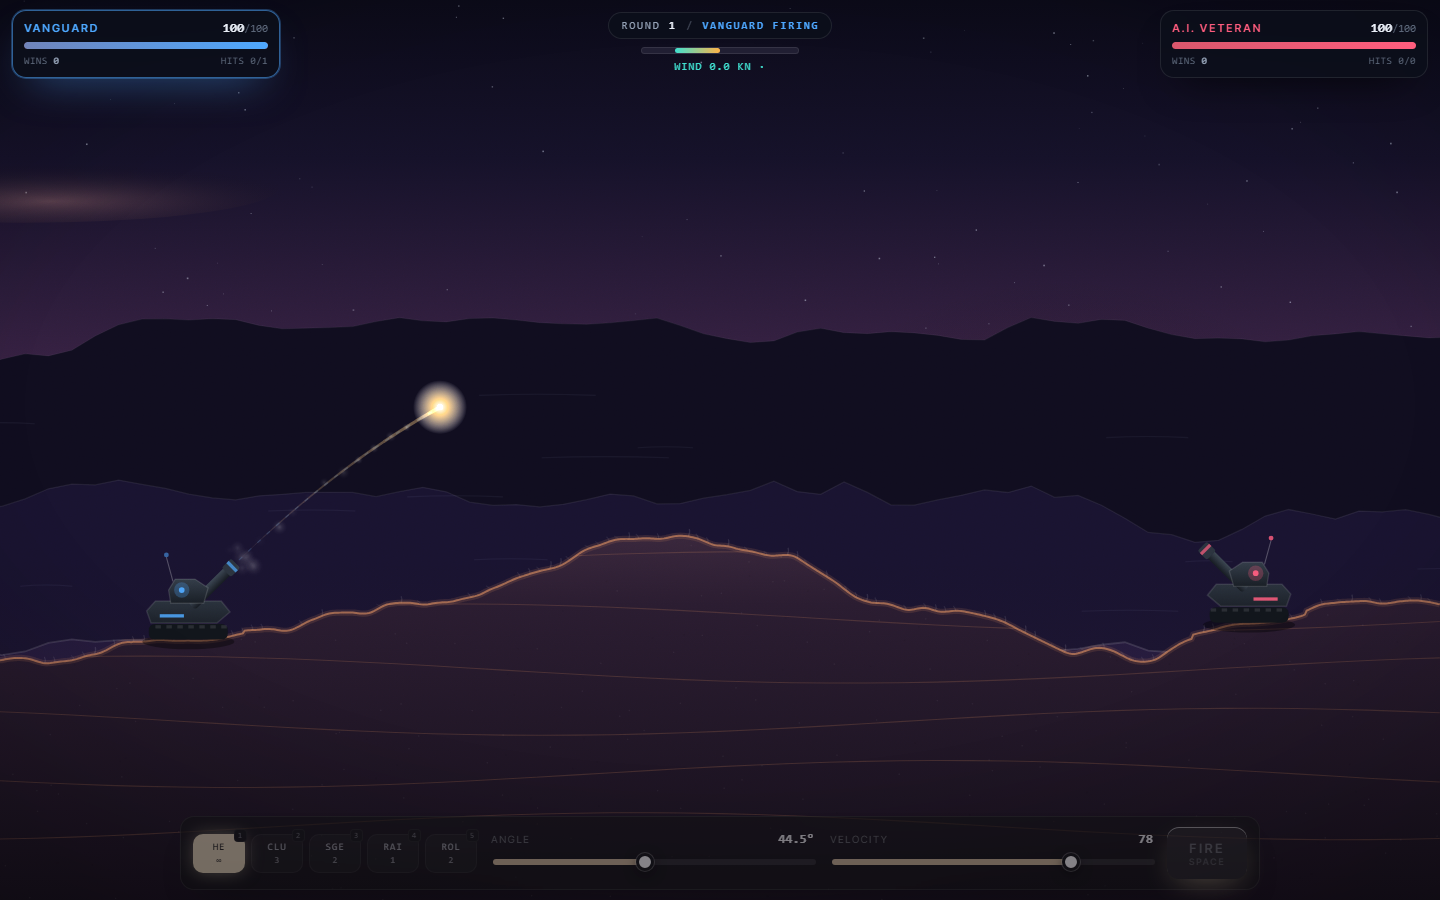 VANGUARD 100/100
WINS 0 HITS 0/1
ROUND 1 / VANGUARD FIRING
WIND 0.0 KN ·
A.I. VETERAN 100/100
WINS 0 HITS 0/0
HE 1
∞
CLU 2
3
SGE 3
2
RAI 4
1
ROL 5
2
ANGLE 44.5°
VELOCITY 78
FIRE
SPACE